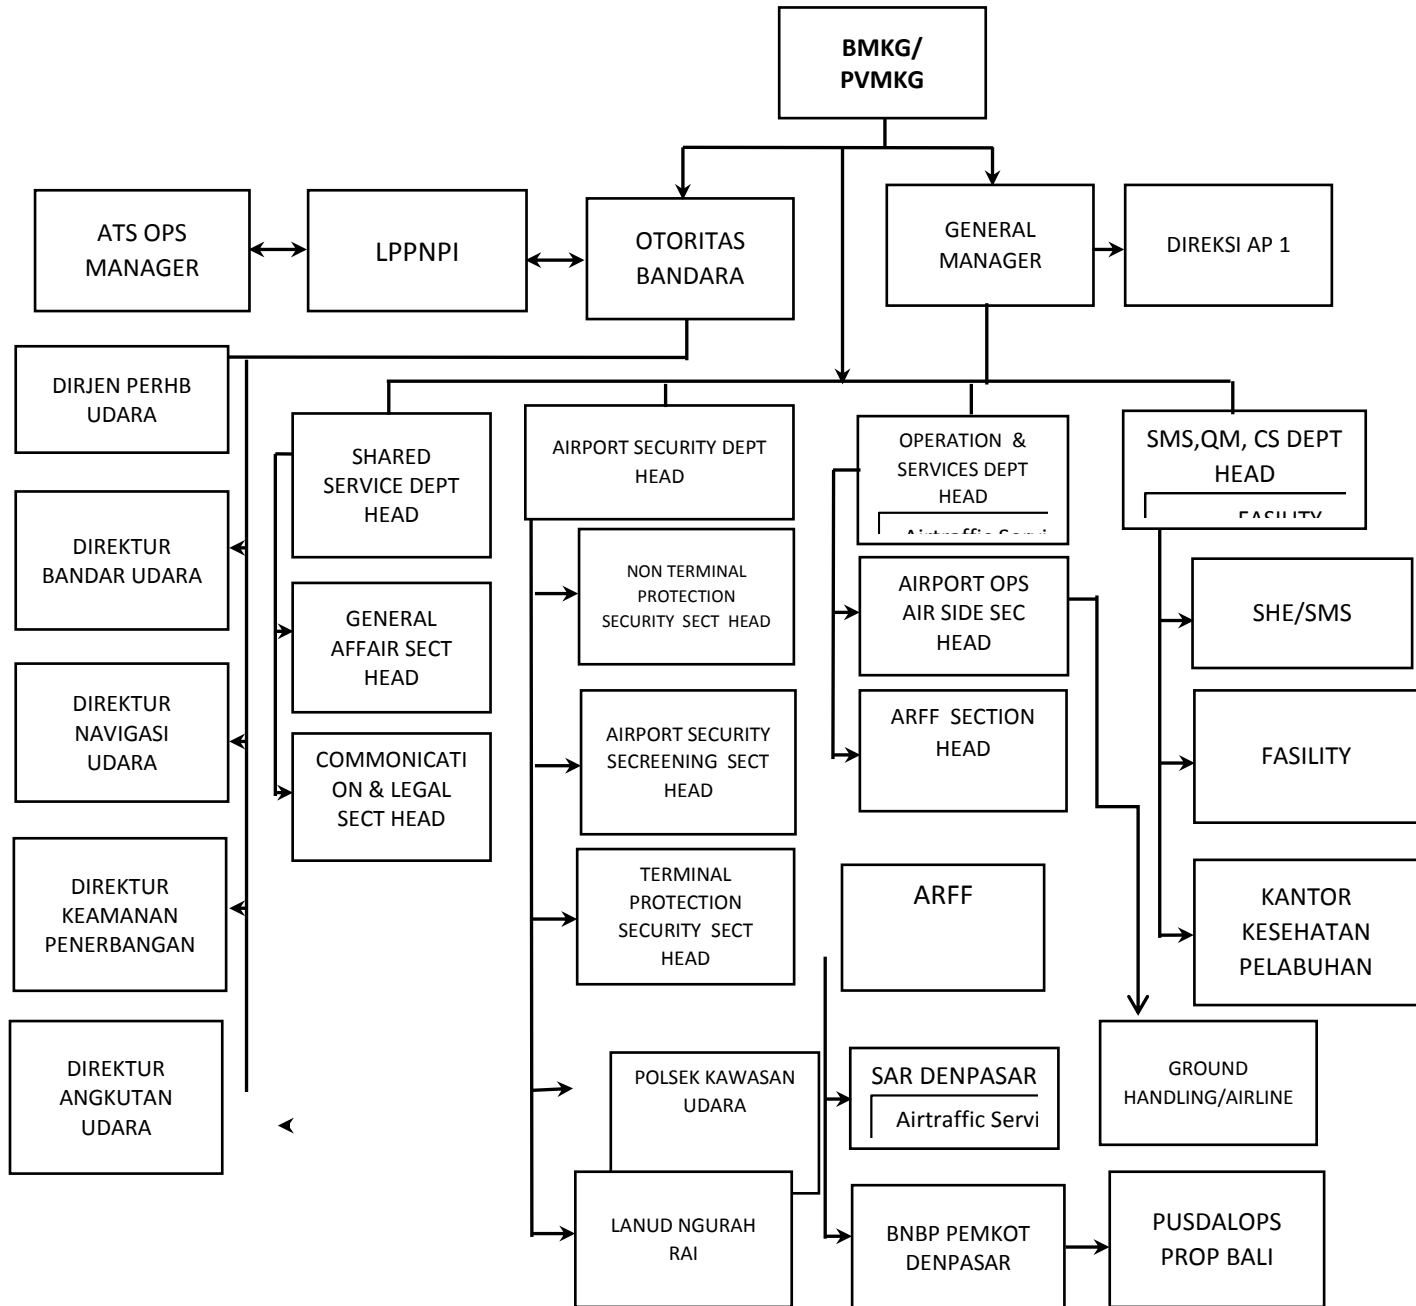 BMKG/
PVMKG
ATS OPS
MANAGER
LPPNPI
OTORITAS
BANDARA
GENERAL
MANAGER
DIREKSI AP 1
DIRJEN PERHB
UDARA
SHARED
SERVICE DEPT
HEAD
AIRPORT SECURITY DEPT
HEAD
OPERATION &
SERVICES DEPT
HEAD
Airtraffic Servi
SMS,QM, CS DEPT
HEAD
FASILITY
DIREKTUR
BANDAR UDARA
NON TERMINAL
PROTECTION
SECURITY SECT HEAD
AIRPORT OPS
AIR SIDE SEC
HEAD
SHE/SMS
GENERAL
AFFAIR SECT
HEAD
DIREKTUR
NAVIGASI
UDARA
AIRPORT SECURITY
SECREENING SECT
HEAD
ARFF SECTION
HEAD
FASILITY
COMMONICATI
ON & LEGAL
SECT HEAD
DIREKTUR
KEAMANAN
PENERBANGAN
TERMINAL
PROTECTION
SECURITY SECT
HEAD
ARFF
KANTOR
KESEHATAN
PELABUHAN
DIREKTUR
ANGKUTAN
UDARA
POLSEK KAWASAN
UDARA
SAR DENPASAR
Airtraffic Servi
GROUND
HANDLING/AIRLINE
LANUD NGURAH
RAI
BNBP PEMKOT
DENPASAR
PUSDALOPS
PROP BALI